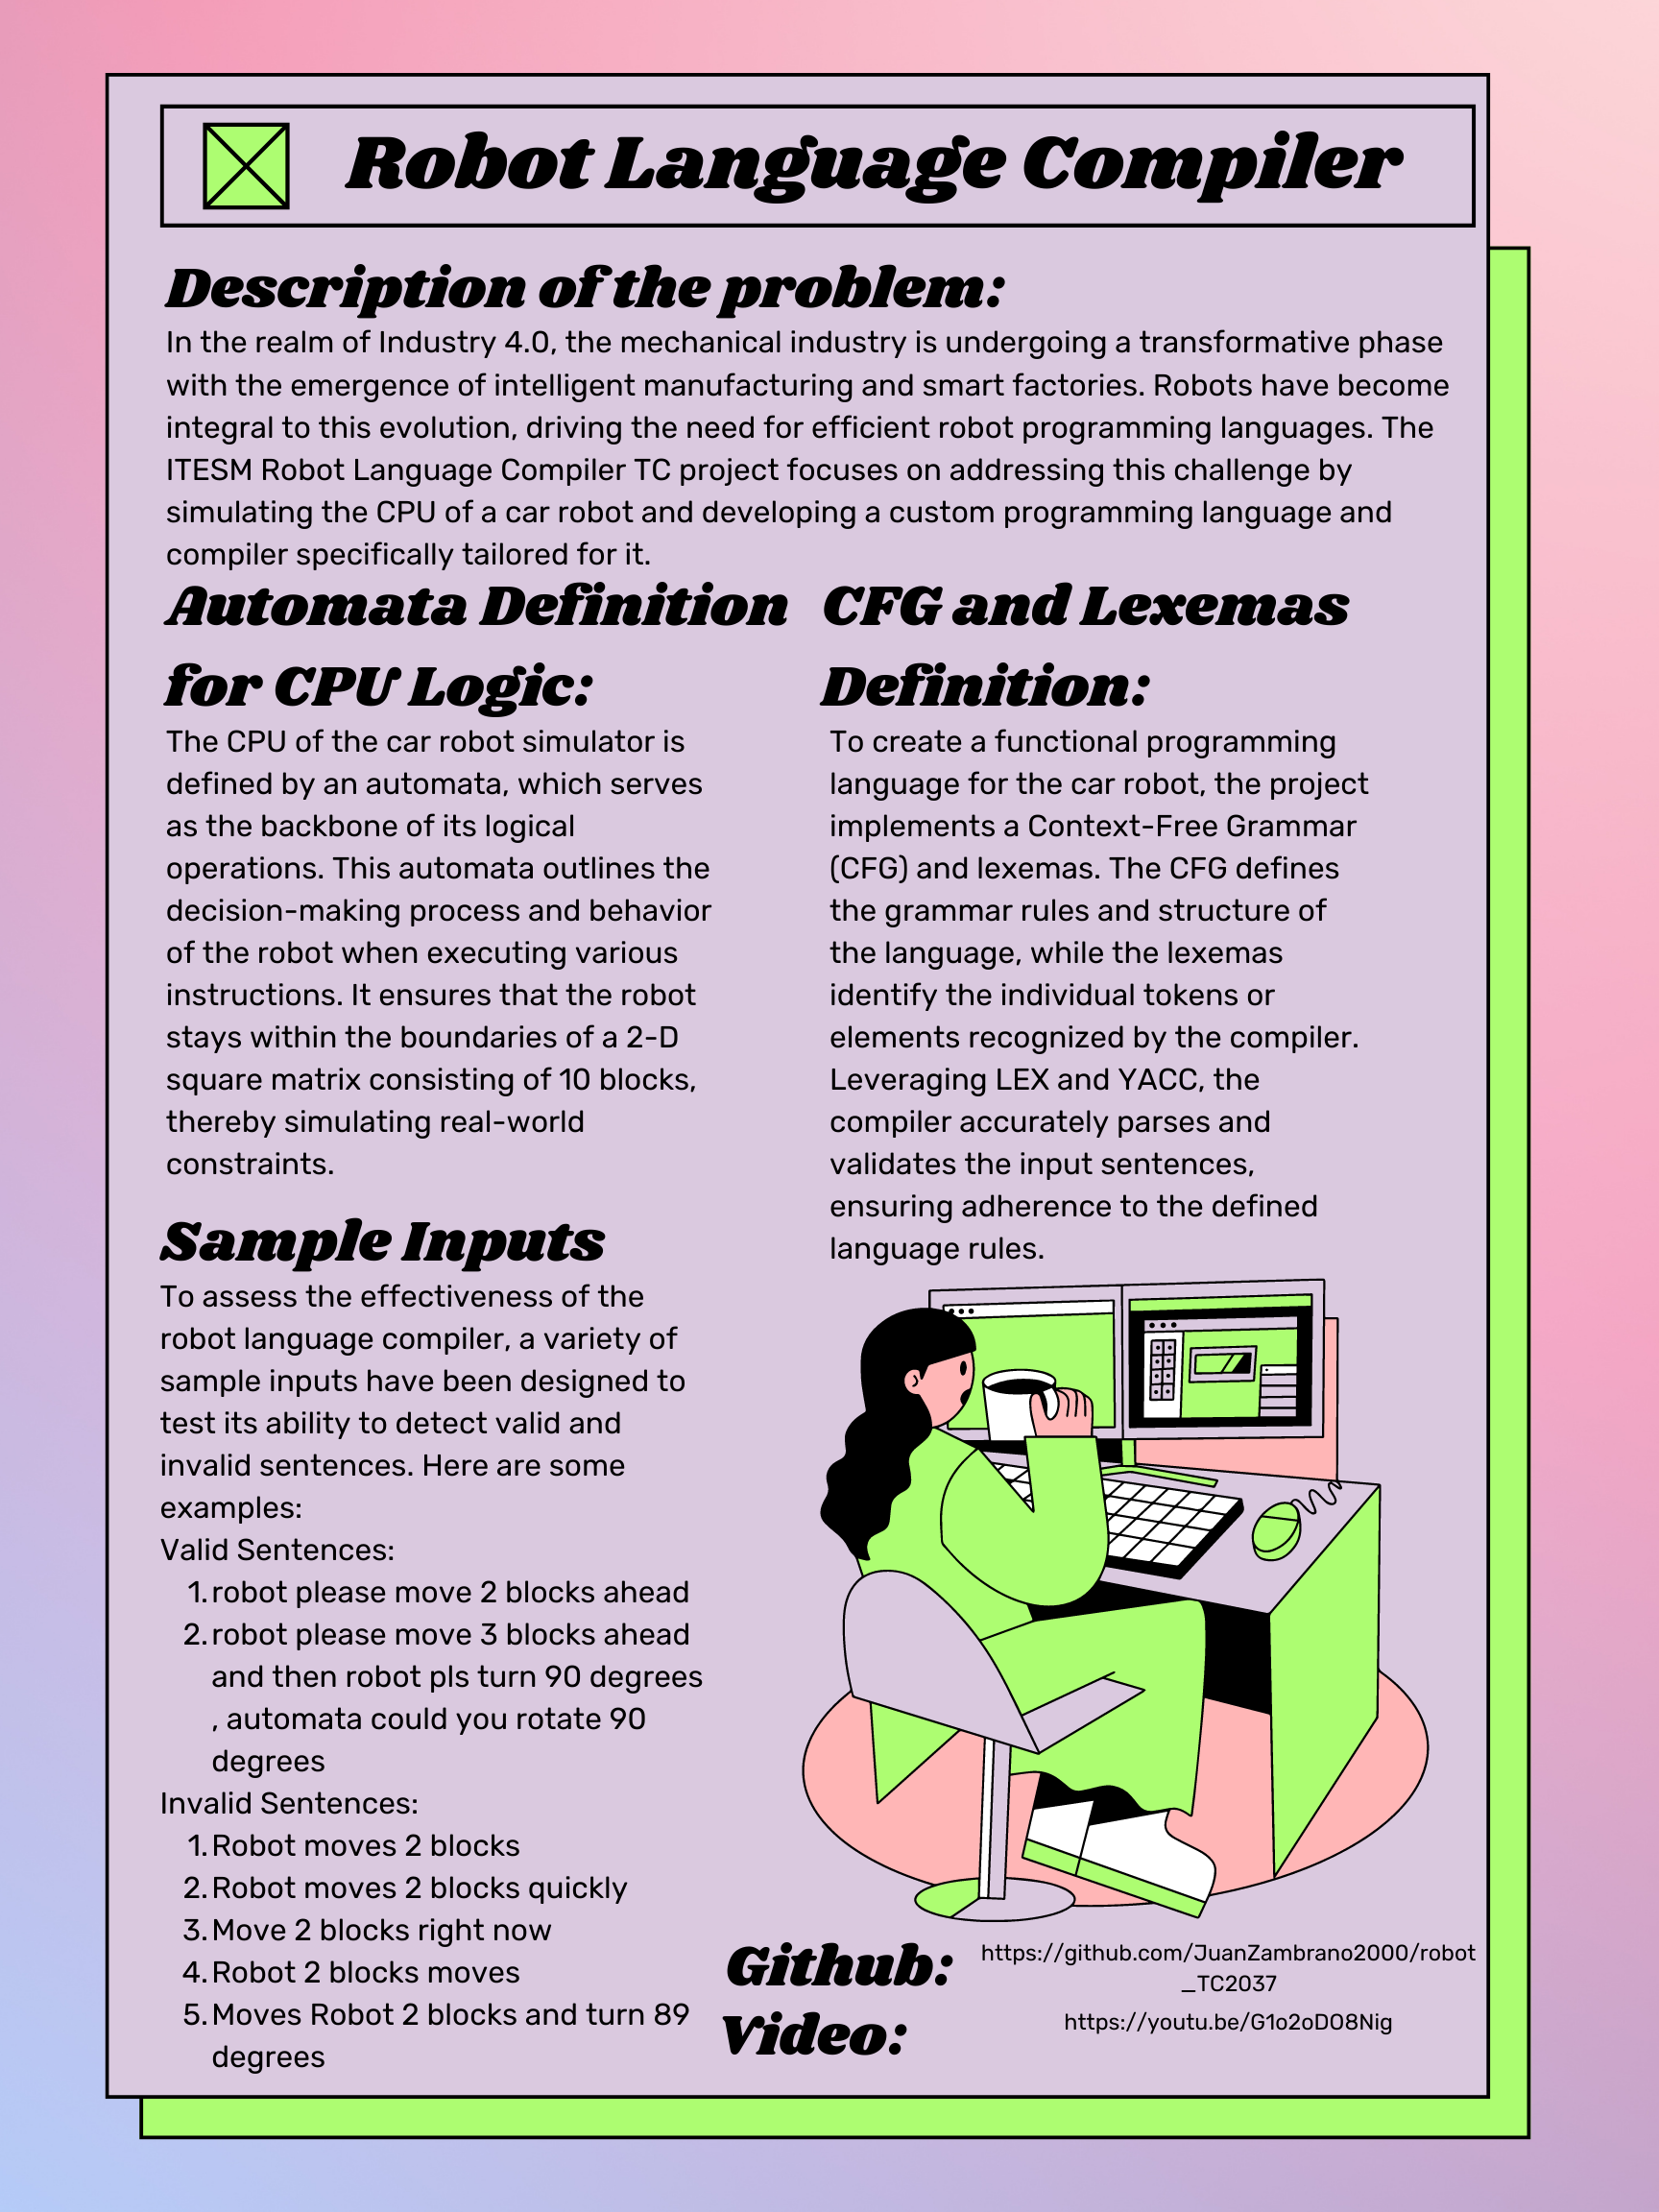 Robot Language Compiler
Description of the problem:
In the realm of Industry 4.0, the mechanical industry is undergoing a transformative phase
with the emergence of intelligent manufacturing and smart factories. Robots have become
integral to this evolution, driving the need for efficient robot programming languages. The
ITESM Robot Language Compiler TC project focuses on addressing this challenge by
simulating the CPU of a car robot and developing a custom programming language and
compiler specifically tailored for it.
Automata Definition
for CPU Logic:
The CPU of the car robot simulator is
defined by an automata, which serves
as the backbone of its logical
operations. This automata outlines the
decision-making process and behavior
of the robot when executing various
instructions. It ensures that the robot
stays within the boundaries of a 2-D
square matrix consisting of 10 blocks,
thereby simulating real-world
constraints.
CFG and Lexemas
Definition:
To create a functional programming
language for the car robot, the project
implements a Context-Free Grammar
(CFG) and lexemas. The CFG defines
the grammar rules and structure of
the language, while the lexemas
identify the individual tokens or
elements recognized by the compiler.
Leveraging LEX and YACC, the
compiler accurately parses and
validates the input sentences,
ensuring adherence to the defined
language rules.
Sample Inputs
To assess the effectiveness of the
robot language compiler, a variety of
sample inputs have been designed to
test its ability to detect valid and
invalid sentences. Here are some
examples:
Valid Sentences:
1. robot please move 2 blocks ahead
2. robot please move 3 blocks ahead
and then robot pls turn 90 degrees
, automata could you rotate 90
degrees
Invalid Sentences:
1. Robot moves 2 blocks
2. Robot moves 2 blocks quickly
3. Move 2 blocks right now
4. Robot 2 blocks moves
5. Moves Robot 2 blocks and turn 89
degrees
Github:
https://github.com/JuanZambrano2000/robot
_TC2037
Video:
https://youtu.be/G1o2oDO8Nig